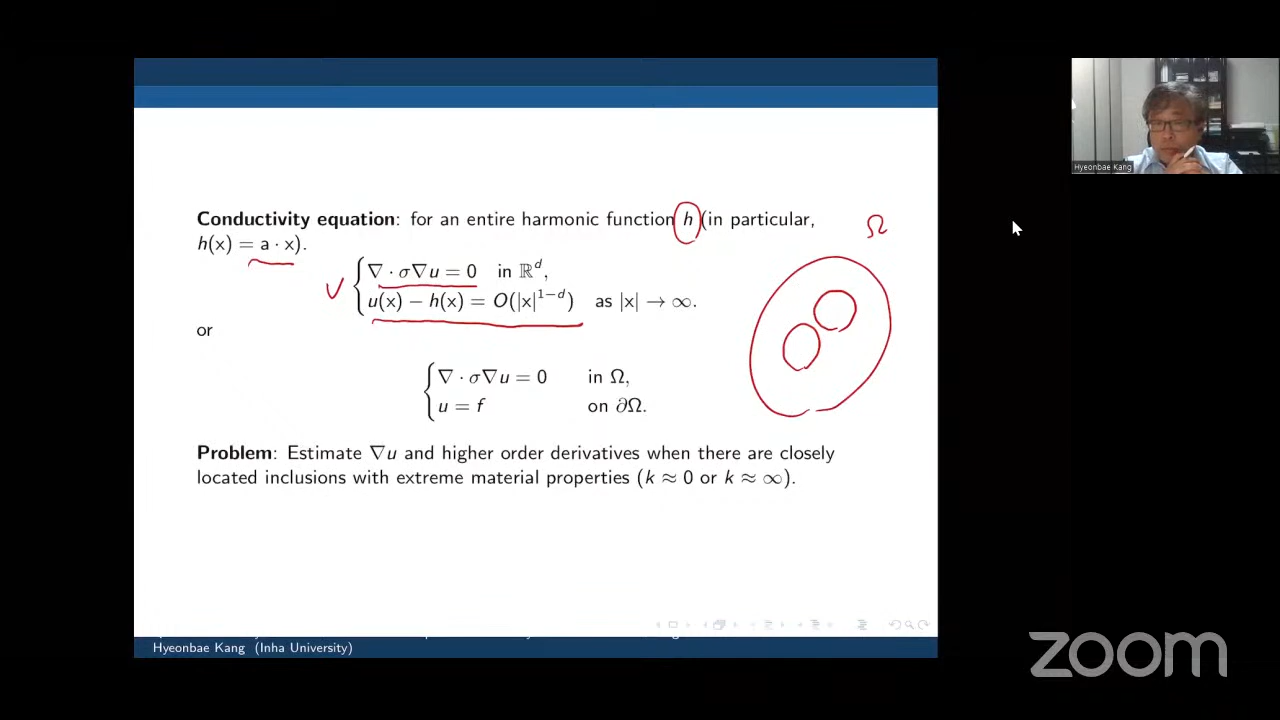 Conductivity equation: for an entire harmonic function h (in particular,
h(x) = a · x).
∇ · σ∇u = 0 in ℝᵈ,
u(x) − h(x) = O(|x|¹⁻ᵈ) as |x| → ∞.
or
∇ · σ∇u = 0 in Ω,
u = f on ∂Ω.
Problem: Estimate ∇u and higher order derivatives when there are closely
located inclusions with extreme material properties (k ≈ 0 or k ≈ ∞).
Ω
Hyeonbae Kang (Inha University)
Hyeonbae Kang
zoom